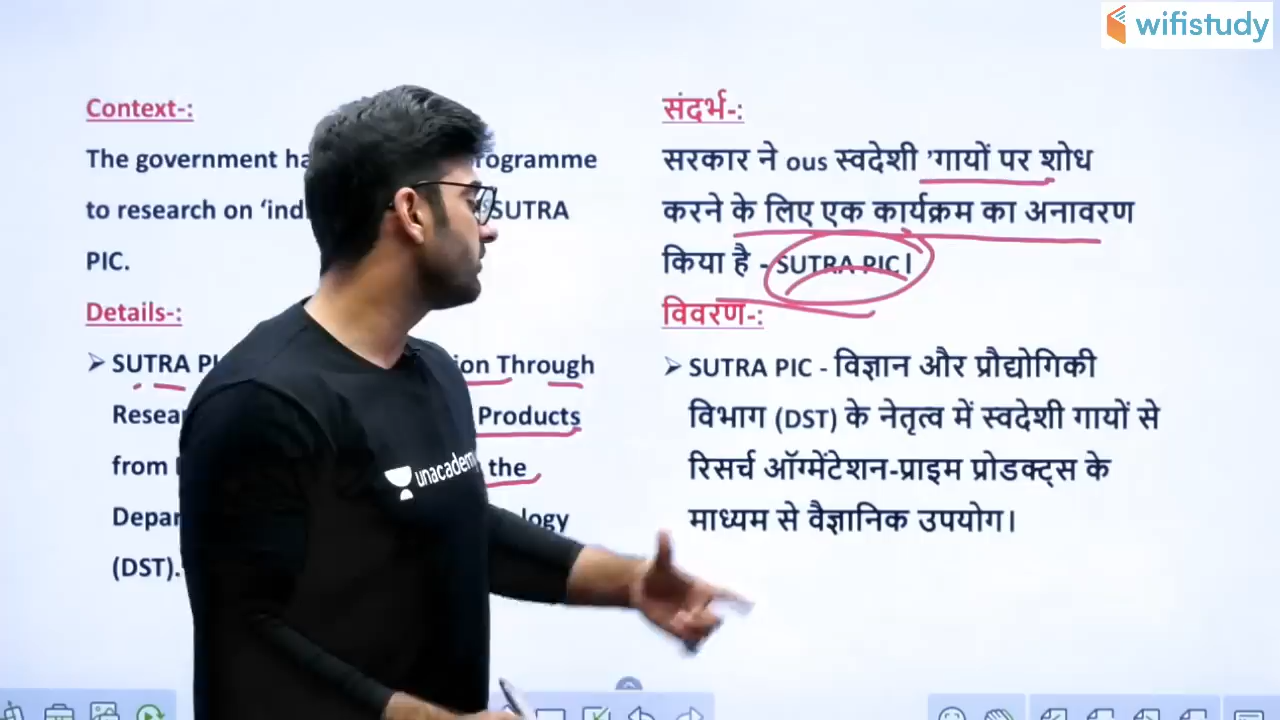 wifistudy
Context-:
The government ha rogramme
to research on ‘ind SUTRA
PIC.
Details-:
➤ SUTRA PI ion Through
Resea Products
from the
Depar logy
(DST).
संदर्भ-:
सरकार ने ous स्वदेशी ’गायों पर शोध
करने के लिए एक कार्यक्रम का अनावरण
किया है - SUTRA PIC।
विवरण-:
➤ SUTRA PIC - विज्ञान और प्रौद्योगिकी
विभाग (DST) के नेतृत्व में स्वदेशी गायों से
रिसर्च ऑग्मेंटेशन-प्राइम प्रोडक्ट्स के
माध्यम से वैज्ञानिक उपयोग।
unacademy